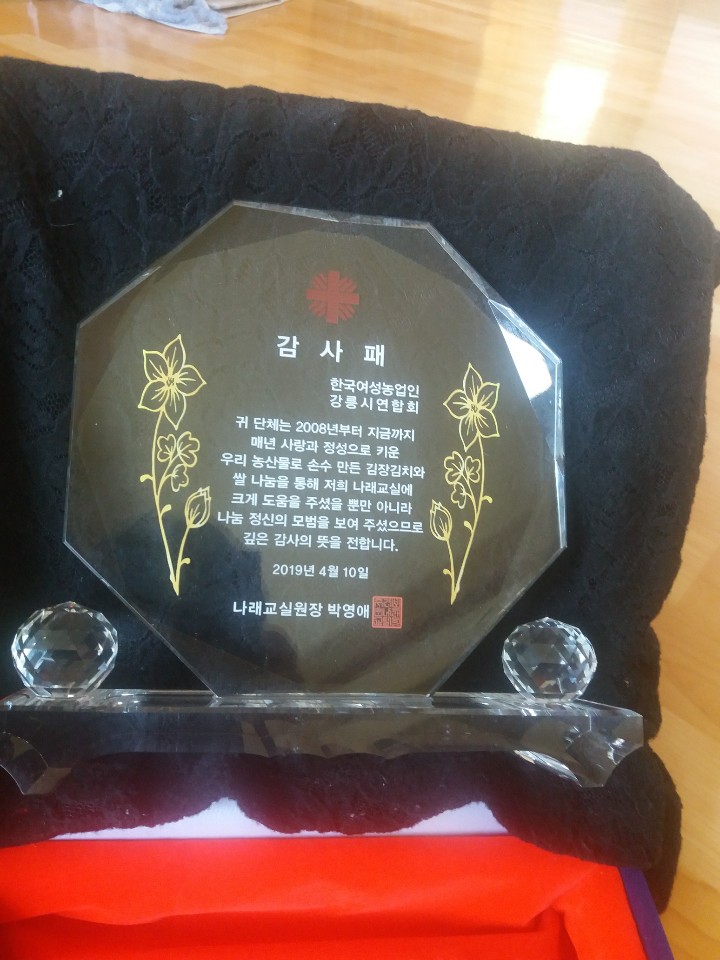 감 사 패
한국여성농업인
강릉시연합회
귀 단체는 2008년부터 지금까지
매년 사랑과 정성으로 키운
우리 농산물로 손수 만든 김장김치와
쌀 나눔을 통해 저희 나래교실에
크게 도움을 주셨을 뿐만 아니라
나눔 정신의 모범을 보여 주셨으므로
깊은 감사의 뜻을 전합니다.
2019년 4월 10일
나래교실원장 박영애